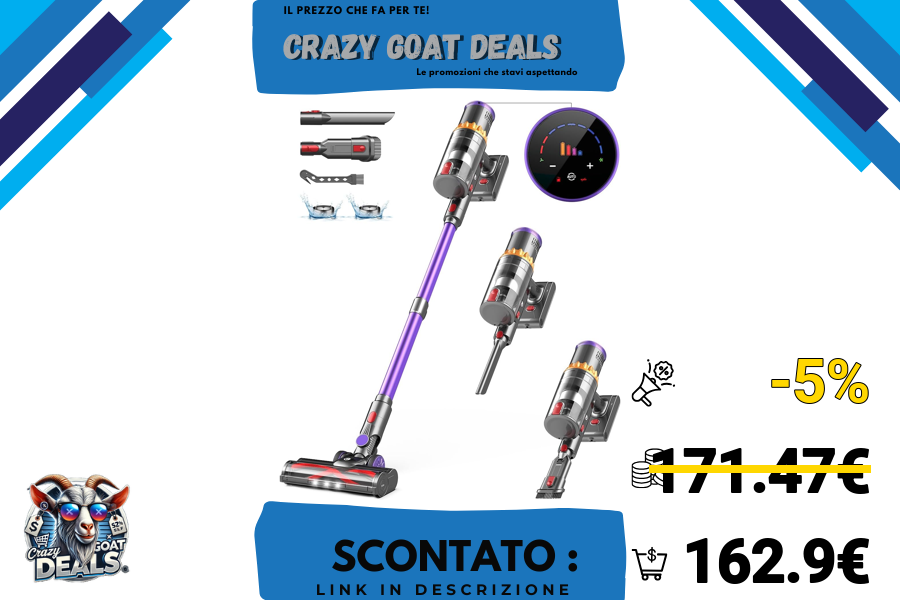 IL PREZZO CHE FA PER TE!
CRAZY GOAT DEALS
Le promozioni che stavi aspettando
-5%
171.47€
162.9€
$
Crazy
GOAT
DEALS
SCONTATO :
LINK IN DESCRIZIONE